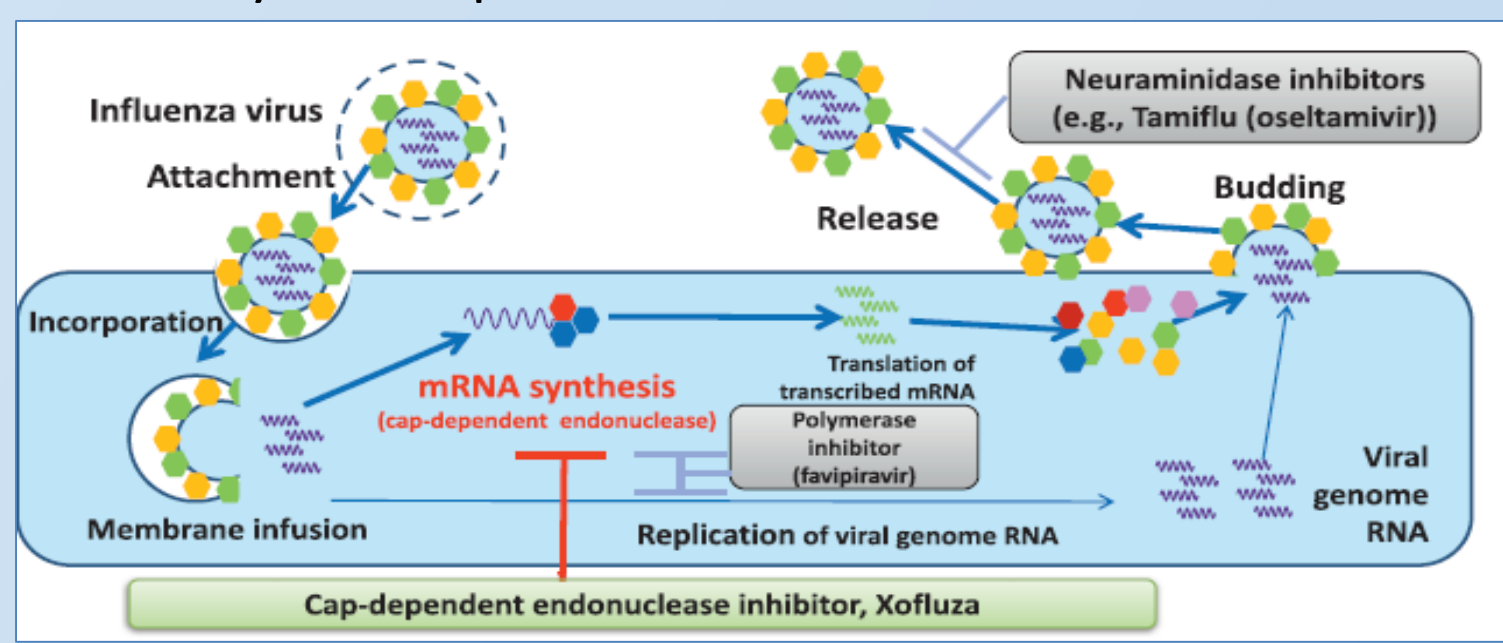 Influenza virus
Attachment
Incorporation
Membrane infusion
mRNA synthesis
(cap-dependent endonuclease)
Translation of
transcribed mRNA
Polymerase
inhibitor
(favipiravir)
Replication of viral genome RNA
Viral
genome
RNA
Budding
Release
Neuraminidase inhibitors
(e.g., Tamiflu (oseltamivir))
Cap-dependent endonuclease inhibitor, Xofluza